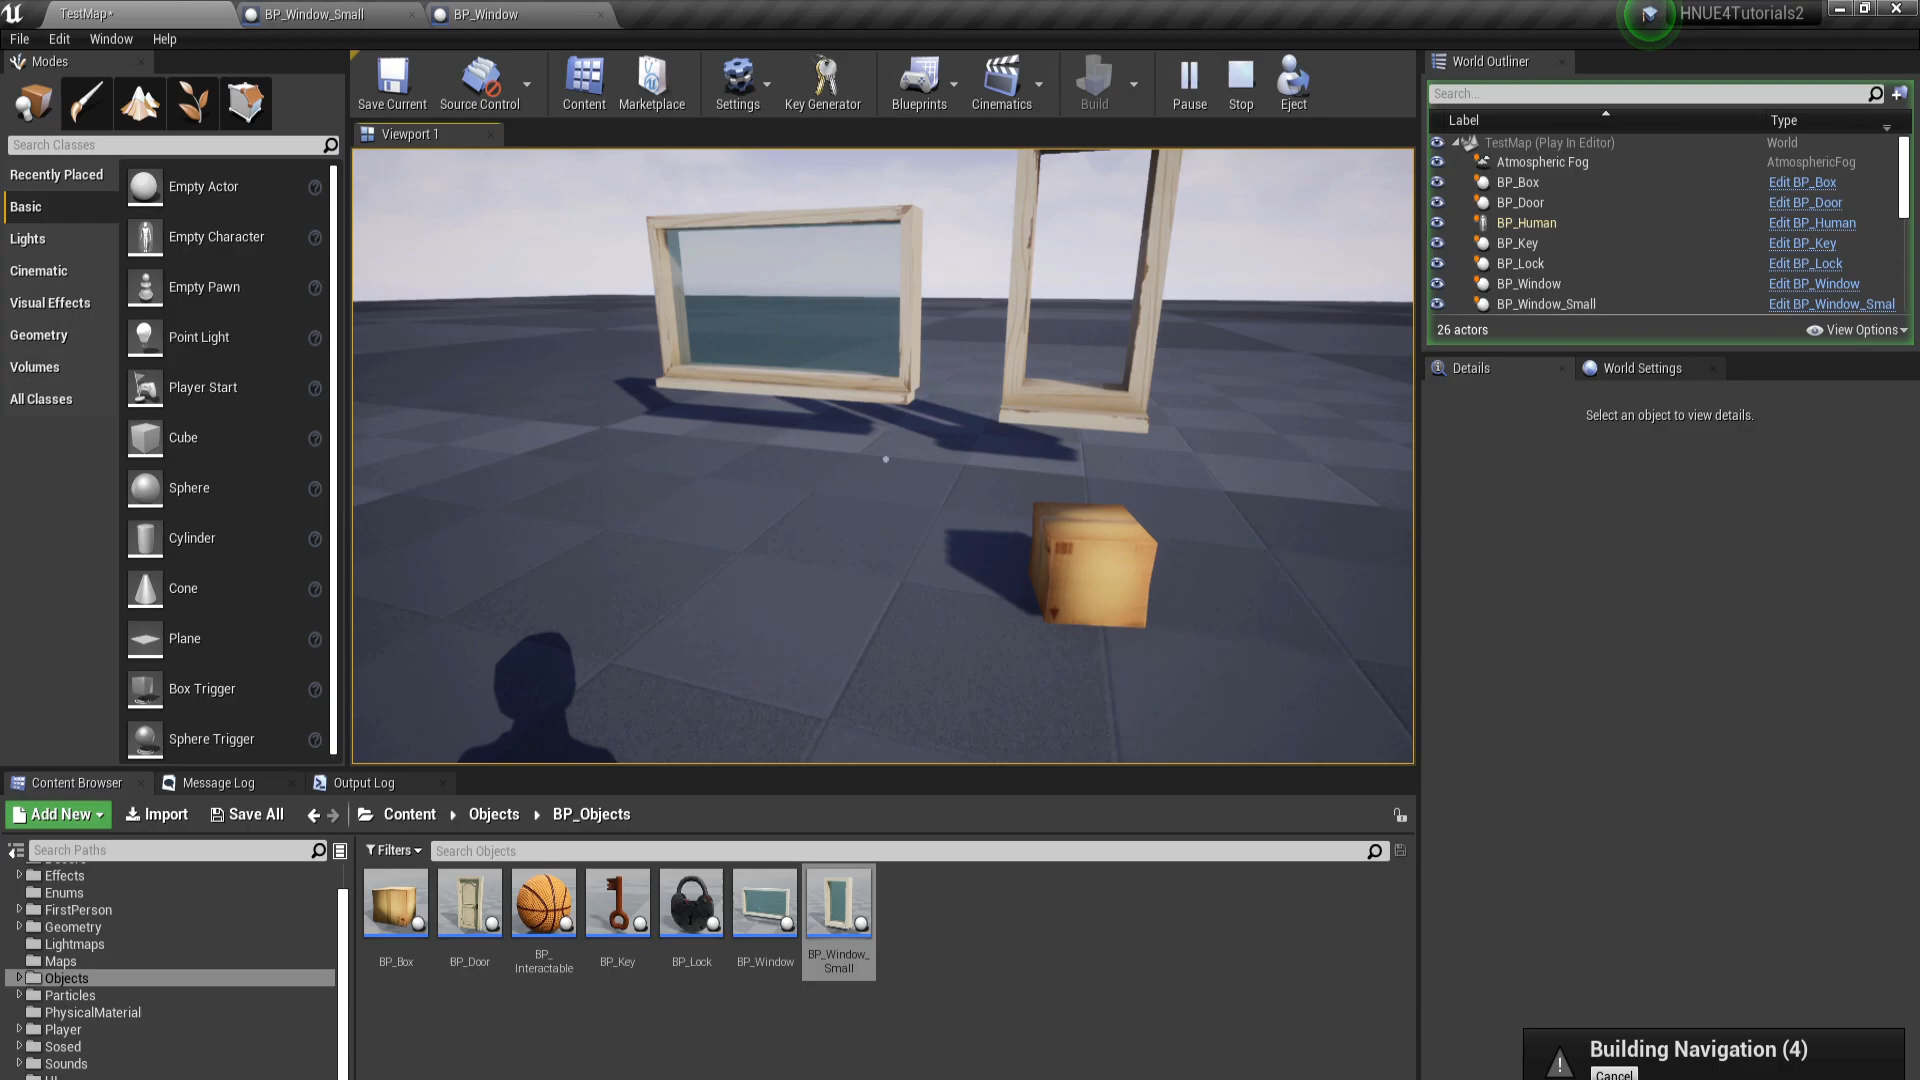 TestMap*
BP_Window_Small
BP_Window
HNUE4Tutorials2
File Edit Window Help
Modes
Save Current
Source Control
Content
Marketplace
Settings
Key Generator
Blueprints
Cinematics
Build
Pause
Stop
Eject
World Outliner
Search...
Label
Type
TestMap (Play In Editor) World
Atmospheric Fog AtmosphericFog
BP_Box Edit BP_Box
BP_Door Edit BP_Door
BP_Human Edit BP_Human
BP_Key Edit BP_Key
BP_Lock Edit BP_Lock
BP_Window Edit BP_Window
BP_Window_Small Edit BP_Window_Smal
26 actors
View Options
Details
World Settings
Select an object to view details.
Viewport 1
Search Classes
Recently Placed
Basic
Lights
Cinematic
Visual Effects
Geometry
Volumes
All Classes
Empty Actor
Empty Character
Empty Pawn
Point Light
Player Start
Cube
Sphere
Cylinder
Cone
Plane
Box Trigger
Sphere Trigger
Content Browser
Message Log
Output Log
Add New
Import
Save All
Content
Objects
BP_Objects
Search Paths
Filters
Search Objects
Effects
Enums
FirstPerson
Geometry
Lightmaps
Maps
Objects
Particles
PhysicalMaterial
Player
Sosed
Sounds
BP_Box
BP_Door
BP_
Interactable
BP_Key
BP_Lock
BP_Window
BP_Window_
Small
Building Navigation (4)
Cancel